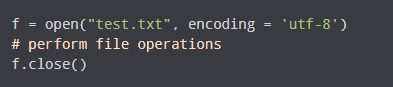 f = open("test.txt", encoding = 'utf-8')
# perform file operations
f.close()